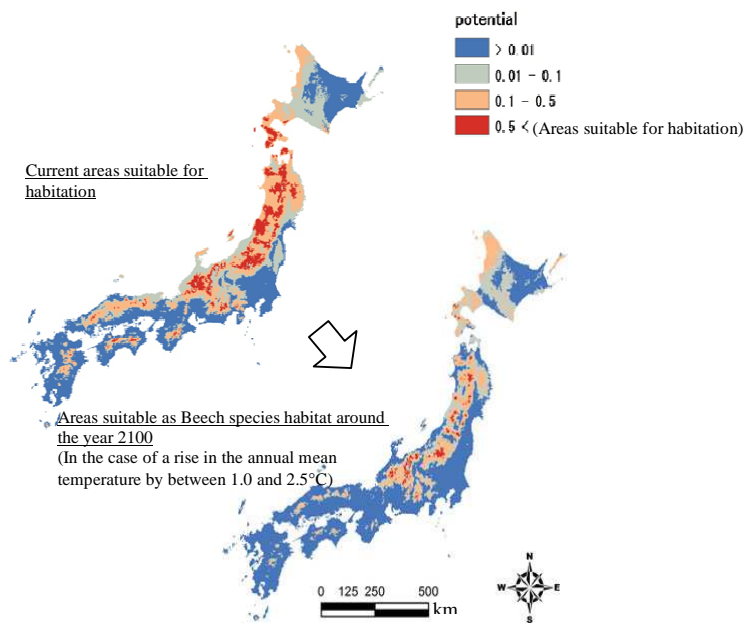 potential
> 0.01
0.01 - 0.1
0.1 - 0.5
0.5 < (Areas suitable for habitation)
Current areas suitable for
habitation
Areas suitable as Beech species habitat around
the year 2100
(In the case of a rise in the annual mean
temperature by between 1.0 and 2.5°C)
N
W E
S
0 125 250 500
km